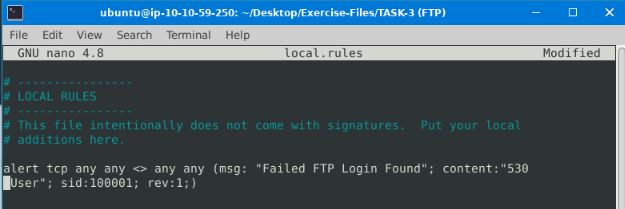 ubuntu@ip-10-10-59-250: ~/Desktop/Exercise-Files/TASK-3 (FTP)
File Edit View Search Terminal Help
GNU nano 4.8 local.rules Modified
# ----------------
# LOCAL RULES
# ----------------
# This file intentionally does not come with signatures. Put your local
# additions here.
alert tcp any any <> any any (msg: "Failed FTP Login Found"; content:"530
User"; sid:100001; rev:1;)